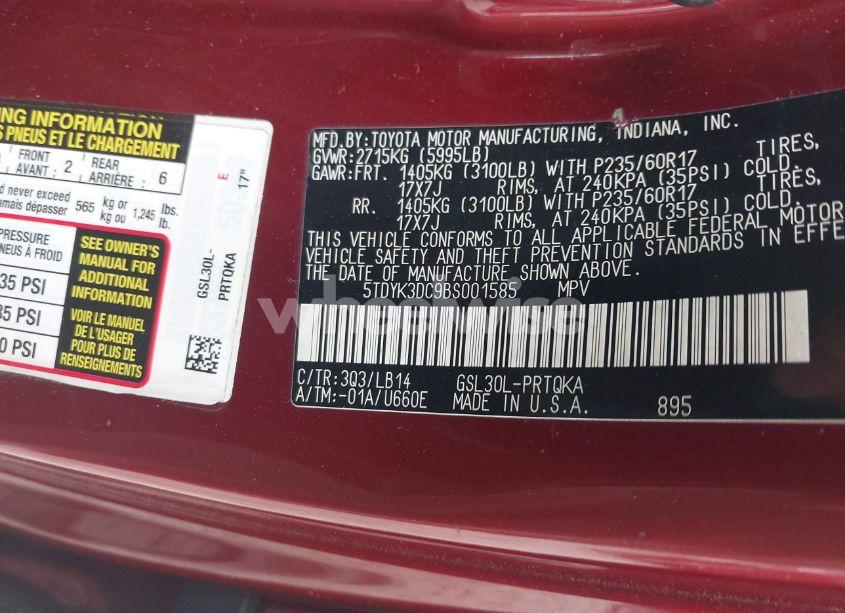 ING INFORMATION
S PNEUS ET LE CHARGEMENT
FRONT
AVANT : 2 REAR
ARRIÈRE : 6
d never exceed
jamais dépasser 565 kg or
kg ou 1,245 lbs.
lb.
PRESSURE
PNEUS À FROID
35 PSI
35 PSI
0 PSI
SEE OWNER'S
MANUAL FOR
ADDITIONAL
INFORMATION
VOIR LE MANUEL
DE L'USAGER
POUR PLUS DE
RENSEIGNEMENTS
GSL30L-
PRTQKA
E
17"
MFD.BY:TOYOTA MOTOR MANUFACTURING, INDIANA, INC.
GVWR:2715KG (5995LB)
GAWR:FRT. 1405KG (3100LB) WITH P235/60R17 TIRES,
17X7J RIMS, AT 240KPA (35PSI) COLD.
RR. 1405KG (3100LB) WITH P235/60R17 TIRES,
17X7J RIMS, AT 240KPA (35PSI) COLD.
THIS VEHICLE CONFORMS TO ALL APPLICABLE FEDERAL MOTOR
VEHICLE SAFETY AND THEFT PREVENTION STANDARDS IN EFFE
THE DATE OF MANUFACTURE SHOWN ABOVE.
5TDYK3DC9BS001585 MPV
C/TR:3Q3/LB14 GSL30L-PRTQKA
A/TM:-01A/U660E MADE IN U.S.A. 895
wheelwise